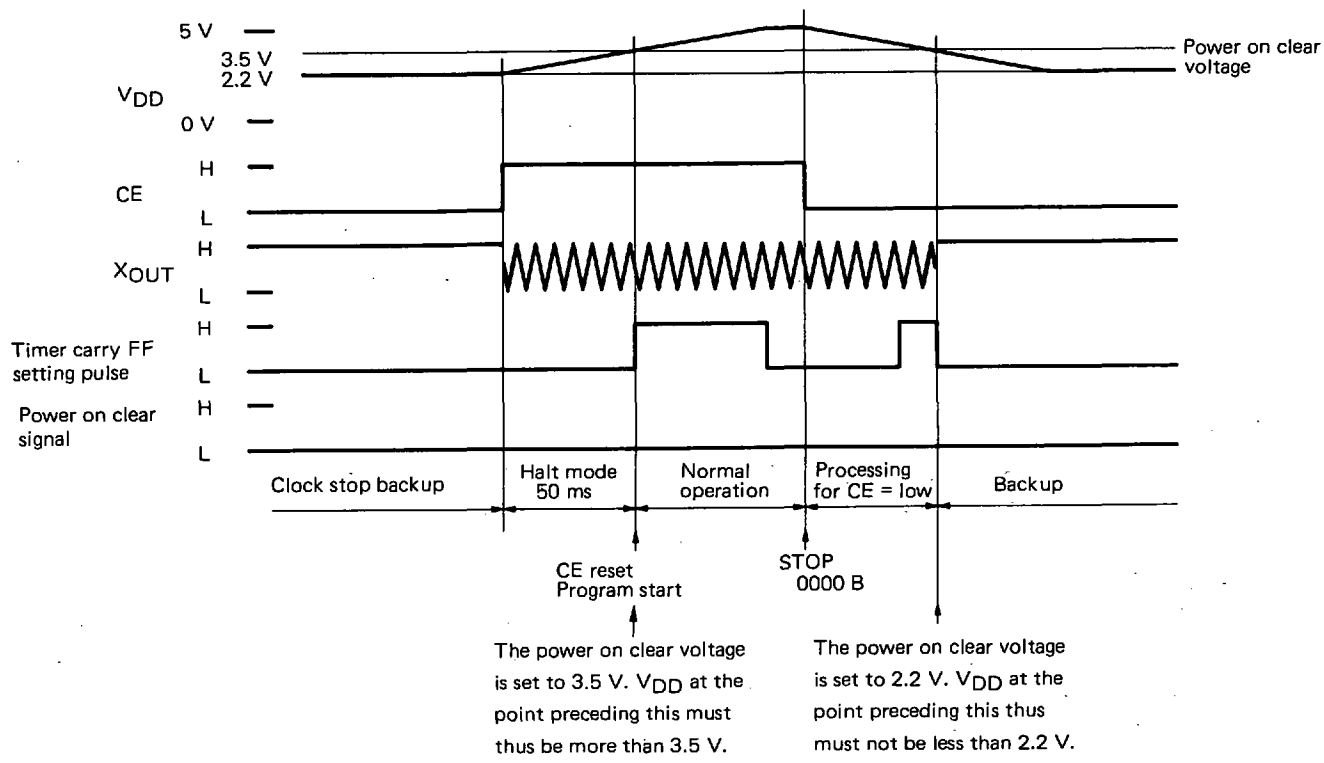 5 V
3.5 V
2.2 V
VDD
0 V
Power on clear
voltage
H
CE
L
H
XOUT
L
H
Timer carry FF
setting pulse
L
H
Power on clear
signal
L
Clock stop backup
Halt mode
50 ms
Normal
operation
Processing
for CE = low
Backup
CE reset
Program start
STOP
0000 B
The power on clear voltage
is set to 3.5 V. VDD at the
point preceding this must
thus be more than 3.5 V.
The power on clear voltage
is set to 2.2 V. VDD at the
point preceding this thus
must not be less than 2.2 V.